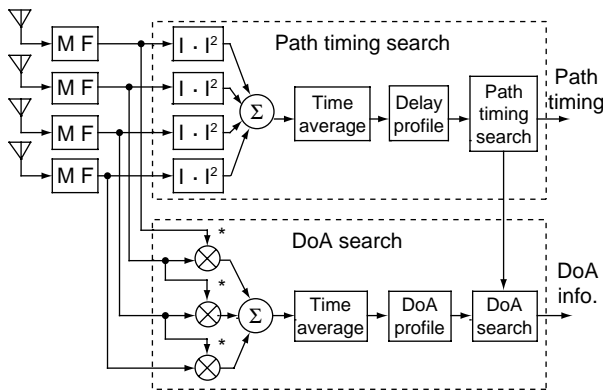 Path timing search
M F
| · |²
M F
| · |²
M F
| · |²
M F
| · |²
Σ
Time
average
Delay
profile
Path
timing
search
Path
timing
DoA search
*
*
*
Σ
Time
average
DoA
profile
DoA
search
DoA
info.